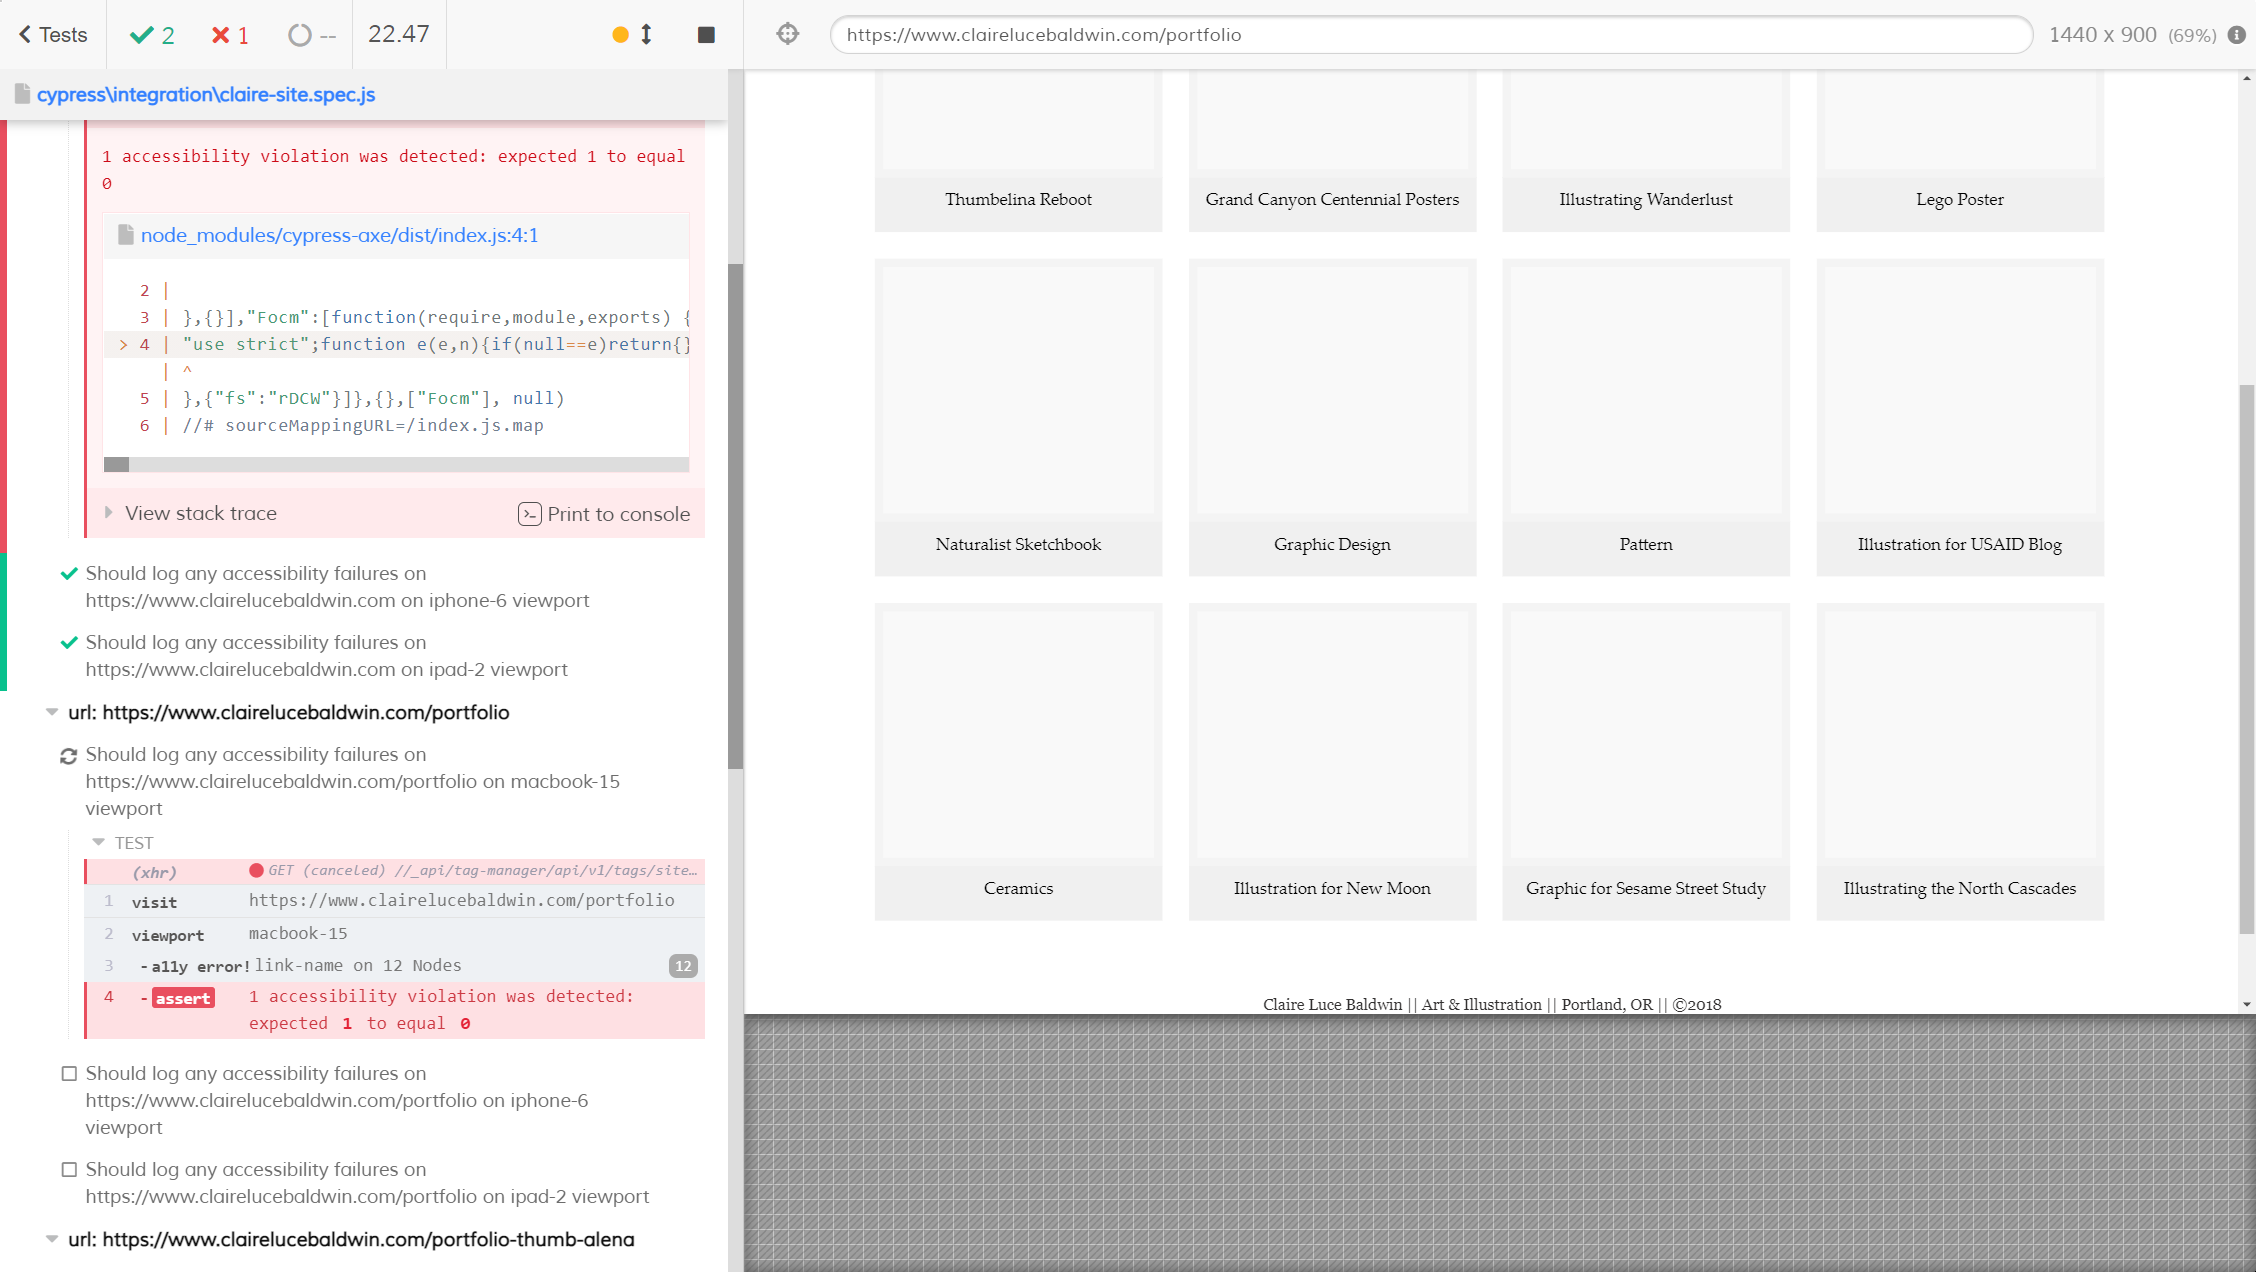 Tests
2
1
--
22.47
https://www.clairelucebaldwin.com/portfolio
1440 x 900 (69%)
cypress\integration\claire-site.spec.js
1 accessibility violation was detected: expected 1 to equal
0
node_modules/cypress-axe/dist/index.js:4:1
2 |
3 | },{}],"Focm":[function(require,module,exports) {
> 4 | "use strict";function e(e,n){if(null==e)return{}
| ^
5 | },{"fs":"rDCW"}]},{},["Focm"], null)
6 | //# sourceMappingURL=/index.js.map
View stack trace
Print to console
Should log any accessibility failures on
https://www.clairelucebaldwin.com on iphone-6 viewport
Should log any accessibility failures on
https://www.clairelucebaldwin.com on ipad-2 viewport
url: https://www.clairelucebaldwin.com/portfolio
Should log any accessibility failures on
https://www.clairelucebaldwin.com/portfolio on macbook-15
viewport
TEST
(xhr) GET (canceled) //_api/tag-manager/api/v1/tags/site…
1 visit https://www.clairelucebaldwin.com/portfolio
2 viewport macbook-15
3 -a11y error! link-name on 12 Nodes 12
4 -assert 1 accessibility violation was detected:
expected 1 to equal 0
Should log any accessibility failures on
https://www.clairelucebaldwin.com/portfolio on iphone-6
viewport
Should log any accessibility failures on
https://www.clairelucebaldwin.com/portfolio on ipad-2 viewport
url: https://www.clairelucebaldwin.com/portfolio-thumb-alena
Thumbelina Reboot
Grand Canyon Centennial Posters
Illustrating Wanderlust
Lego Poster
Naturalist Sketchbook
Graphic Design
Pattern
Illustration for USAID Blog
Ceramics
Illustration for New Moon
Graphic for Sesame Street Study
Illustrating the North Cascades
Claire Luce Baldwin || Art & Illustration || Portland, OR || ©2018